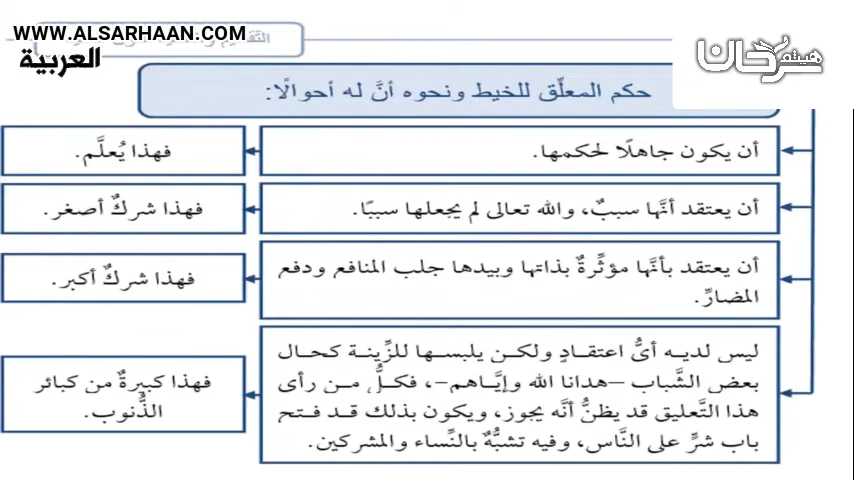 WWW.ALSARHAAN.COM
العربية
هيثم
سرحان
حكم المعلّق للخيط ونحوه أنَّ له أحوالًا:
أن يكون جاهلًا لحكمها.
فهذا يُعلَّم.
أن يعتقد أنَّها سببٌ، والله تعالى لم يجعلها سببًا.
فهذا شركٌ أصغر.
أن يعتقد بأنَّها مؤثِّرةٌ بذاتها وبيدها جلب المنافع ودفع
المضارِّ.
فهذا شركٌ أكبر.
ليس لديه أيُّ اعتقادٍ ولكن يلبسها للزِّينة كحال
بعض الشَّباب –هدانا الله وإيَّاهم–، فكلُّ من رأى
هذا التَّعليق قد يظنُّ أنَّه يجوز، ويكون بذلك قد فتح
باب شرٍّ على النَّاس، وفيه تشبُّهٌ بالنِّساء والمشركين.
فهذا كبيرةٌ من كبائر
الذُّنوب.